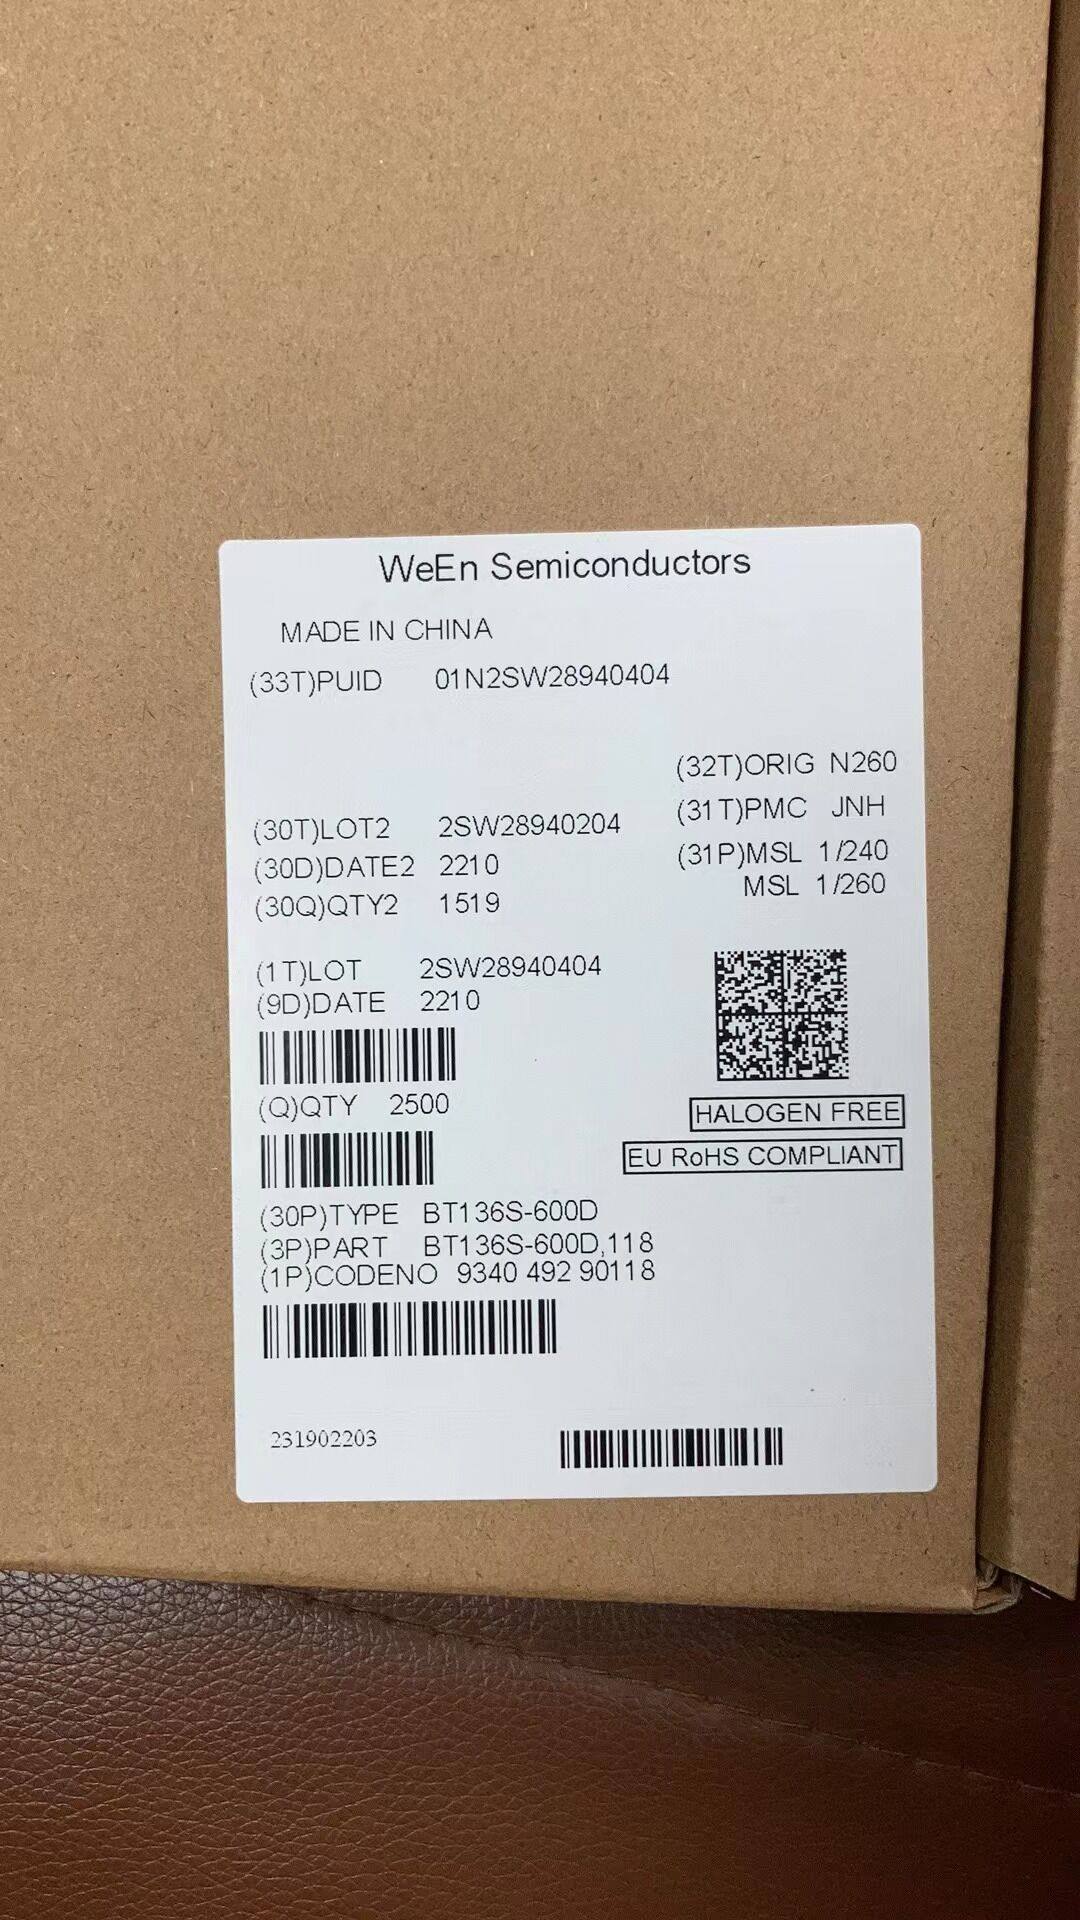 WeEn Semiconductors
MADE IN CHINA
(33T)PUID 01N2SW28940404
(32T)ORIG N260
(31T)PMC JNH
(31P)MSL 1/240
MSL 1/260
(30T)LOT2 2SW28940204
(30D)DATE2 2210
(30Q)QTY2 1519
(1T)LOT 2SW28940404
(9D)DATE 2210
(Q)QTY 2500
HALOGEN FREE
EU RoHS COMPLIANT
(30P)TYPE BT136S-600D
(3P)PART BT136S-600D,118
(1P)CODENO 9340 492 90118
231902203